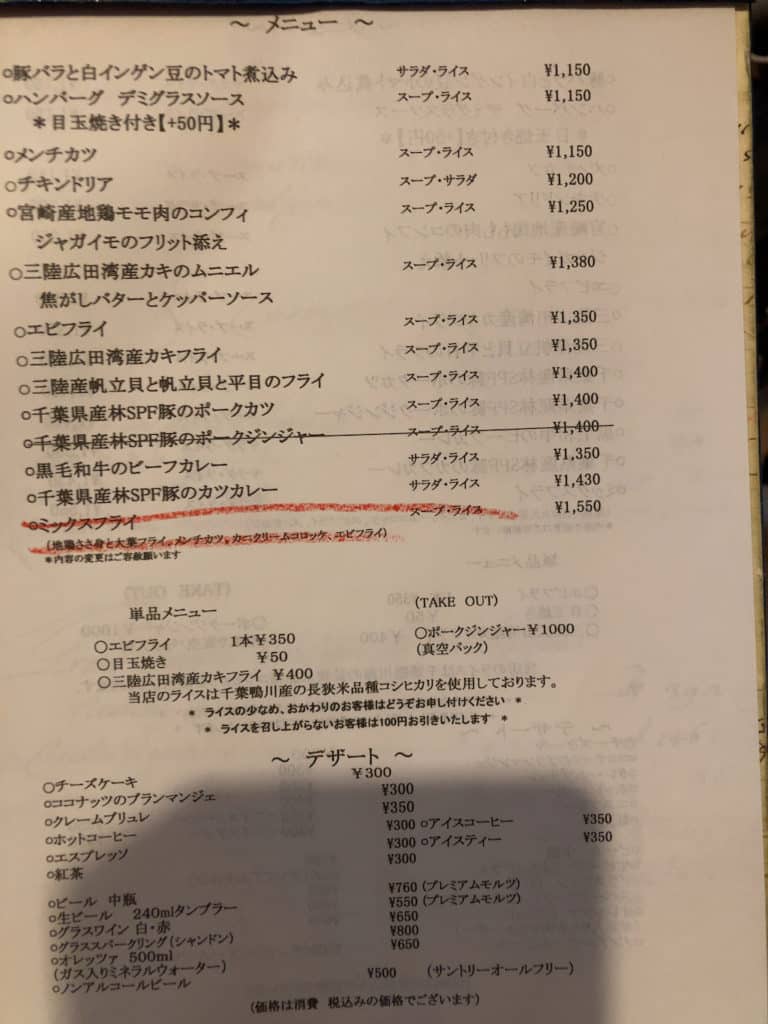 ～ メニュー ～
○豚バラと白インゲン豆のトマト煮込み サラダ・ライス ¥1,150
○ハンバーグ デミグラスソース スープ・ライス ¥1,150
＊目玉焼き付き【+50円】＊
○メンチカツ スープ・ライス ¥1,150
○チキンドリア スープ・サラダ ¥1,200
○宮崎産地鶏モモ肉のコンフィ スープ・ライス ¥1,250
ジャガイモのフリット添え
○三陸広田湾産カキのムニエル スープ・ライス ¥1,380
焦がしバターとケッパーソース
○エビフライ スープ・ライス ¥1,350
○三陸広田湾産カキフライ スープ・ライス ¥1,350
○三陸産帆立貝と帆立貝と平目のフライ スープ・ライス ¥1,400
○千葉県産林SPF豚のポークカツ スープ・ライス ¥1,400
○千葉県産林SPF豚のポークジンジャー スープ・ライス ¥1,400
○黒毛和牛のビーフカレー サラダ・ライス ¥1,350
○千葉県産林SPF豚のカツカレー サラダ・ライス ¥1,430
○ミックスフライ スープ・ライス ¥1,550
（地鶏ささ身と大葉フライ、メンチカツ、カニクリームコロッケ、エビフライ）
＊内容の変更はご容赦願います
単品メニュー (TAKE OUT)
○エビフライ 1本￥350 ○ポークジンジャー￥1000
○目玉焼き ￥50 (真空パック)
○三陸広田湾産カキフライ ￥400
当店のライスは千葉鴨川産の長狭米品種コシヒカリを使用しております。
＊ ライスの少なめ、おかわりのお客様はどうぞお申し付けください ＊
＊ ライスを召し上がらないお客様は100円お引きいたします ＊
～ デザート ～
○チーズケーキ ￥300
○ココナッツのブランマンジェ ¥300
○クレームブリュレ ¥350
○ホットコーヒー ¥300 ○アイスコーヒー ¥350
○エスプレッソ ¥300 ○アイスティー ¥350
○紅茶 ¥300
○ビール 中瓶 ¥760 (プレミアムモルツ)
○生ビール 240mlタンブラー ¥550 (プレミアムモルツ)
○グラスワイン 白・赤 ¥650
○グラススパークリング (シャンドン) ¥800
○オレッツァ 500ml ¥650
(ガス入りミネラルウォーター)
○ノンアルコールビール ¥500 (サントリーオールフリー)
(価格は消費 税込みの価格でございます)